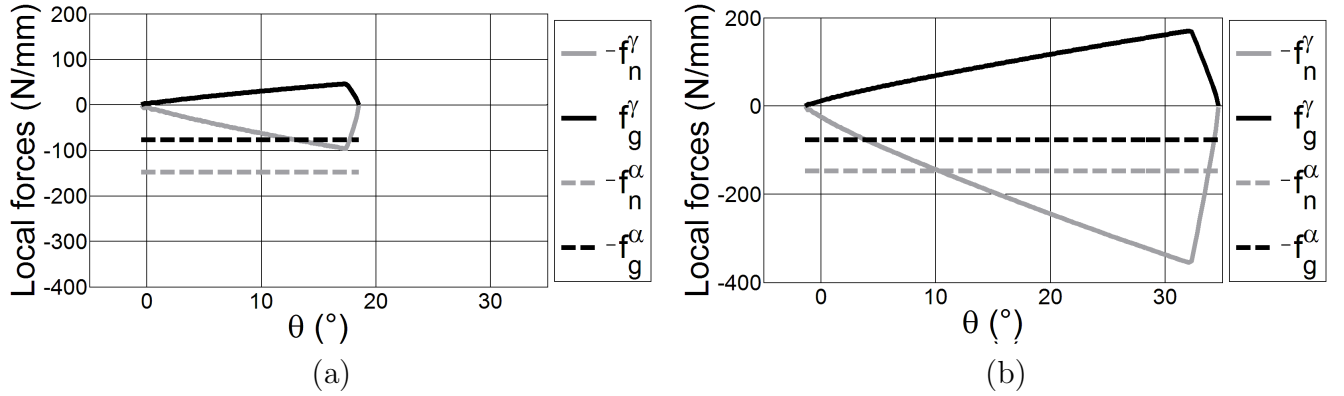 Local forces (N/mm)
200
100
0
-100
-200
-300
-400
0 10 20 30
θ (°)
-f_n^γ
f_g^γ
-f_n^α
-f_g^α
(a)
Local forces (N/mm)
200
0
-200
-400
0 10 20 30
θ (°)
-f_n^γ
f_g^γ
-f_n^α
-f_g^α
(b)